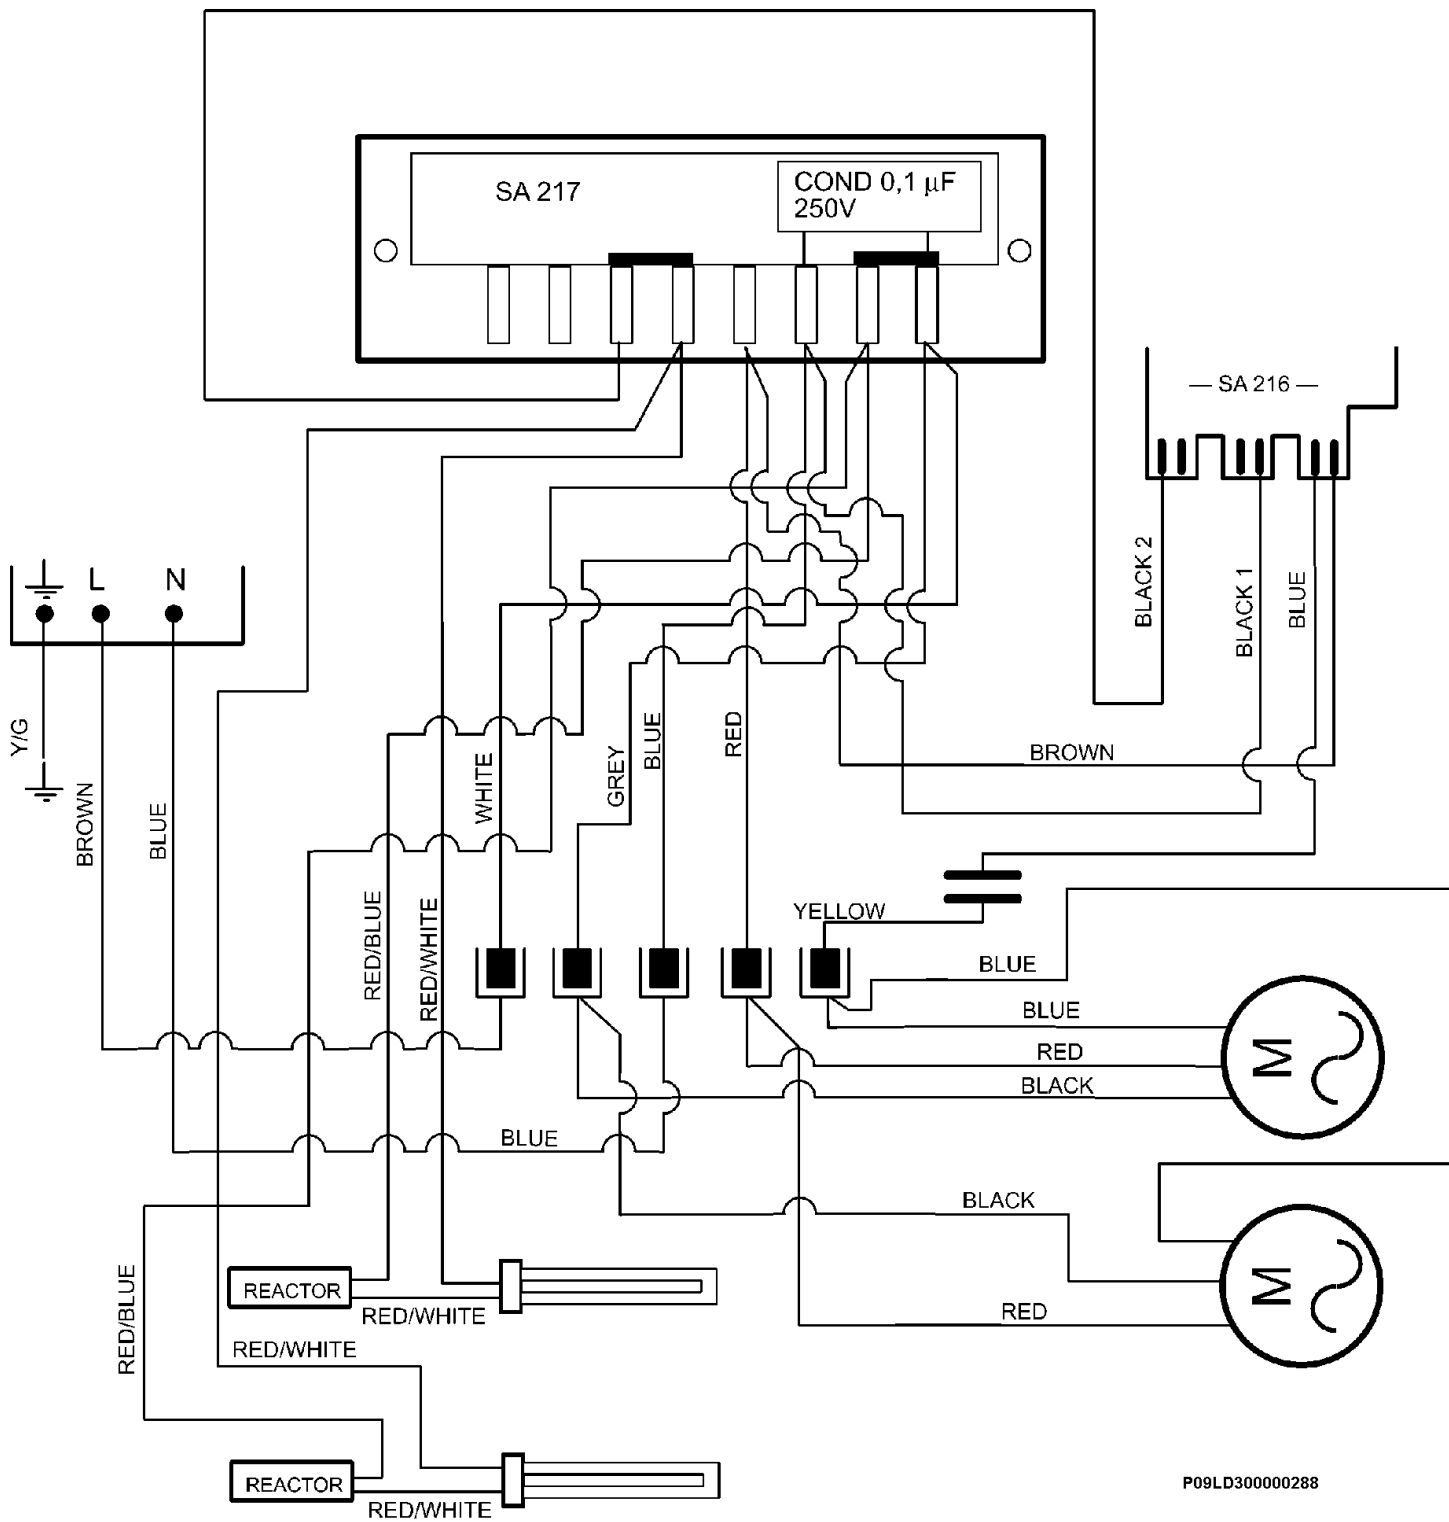 SA 217
COND 0,1 µF
250V
— SA 216 —
BLACK 2
BLACK 1
BLUE
L
N
Y/G
BROWN
BLUE
WHITE
GREY
BLUE
RED
BROWN
RED/BLUE
RED/WHITE
YELLOW
BLUE
BLUE
RED
BLACK
M
BLUE
BLACK
RED
M
REACTOR
RED/WHITE
RED/BLUE
RED/WHITE
REACTOR
RED/WHITE
P09LD300000288